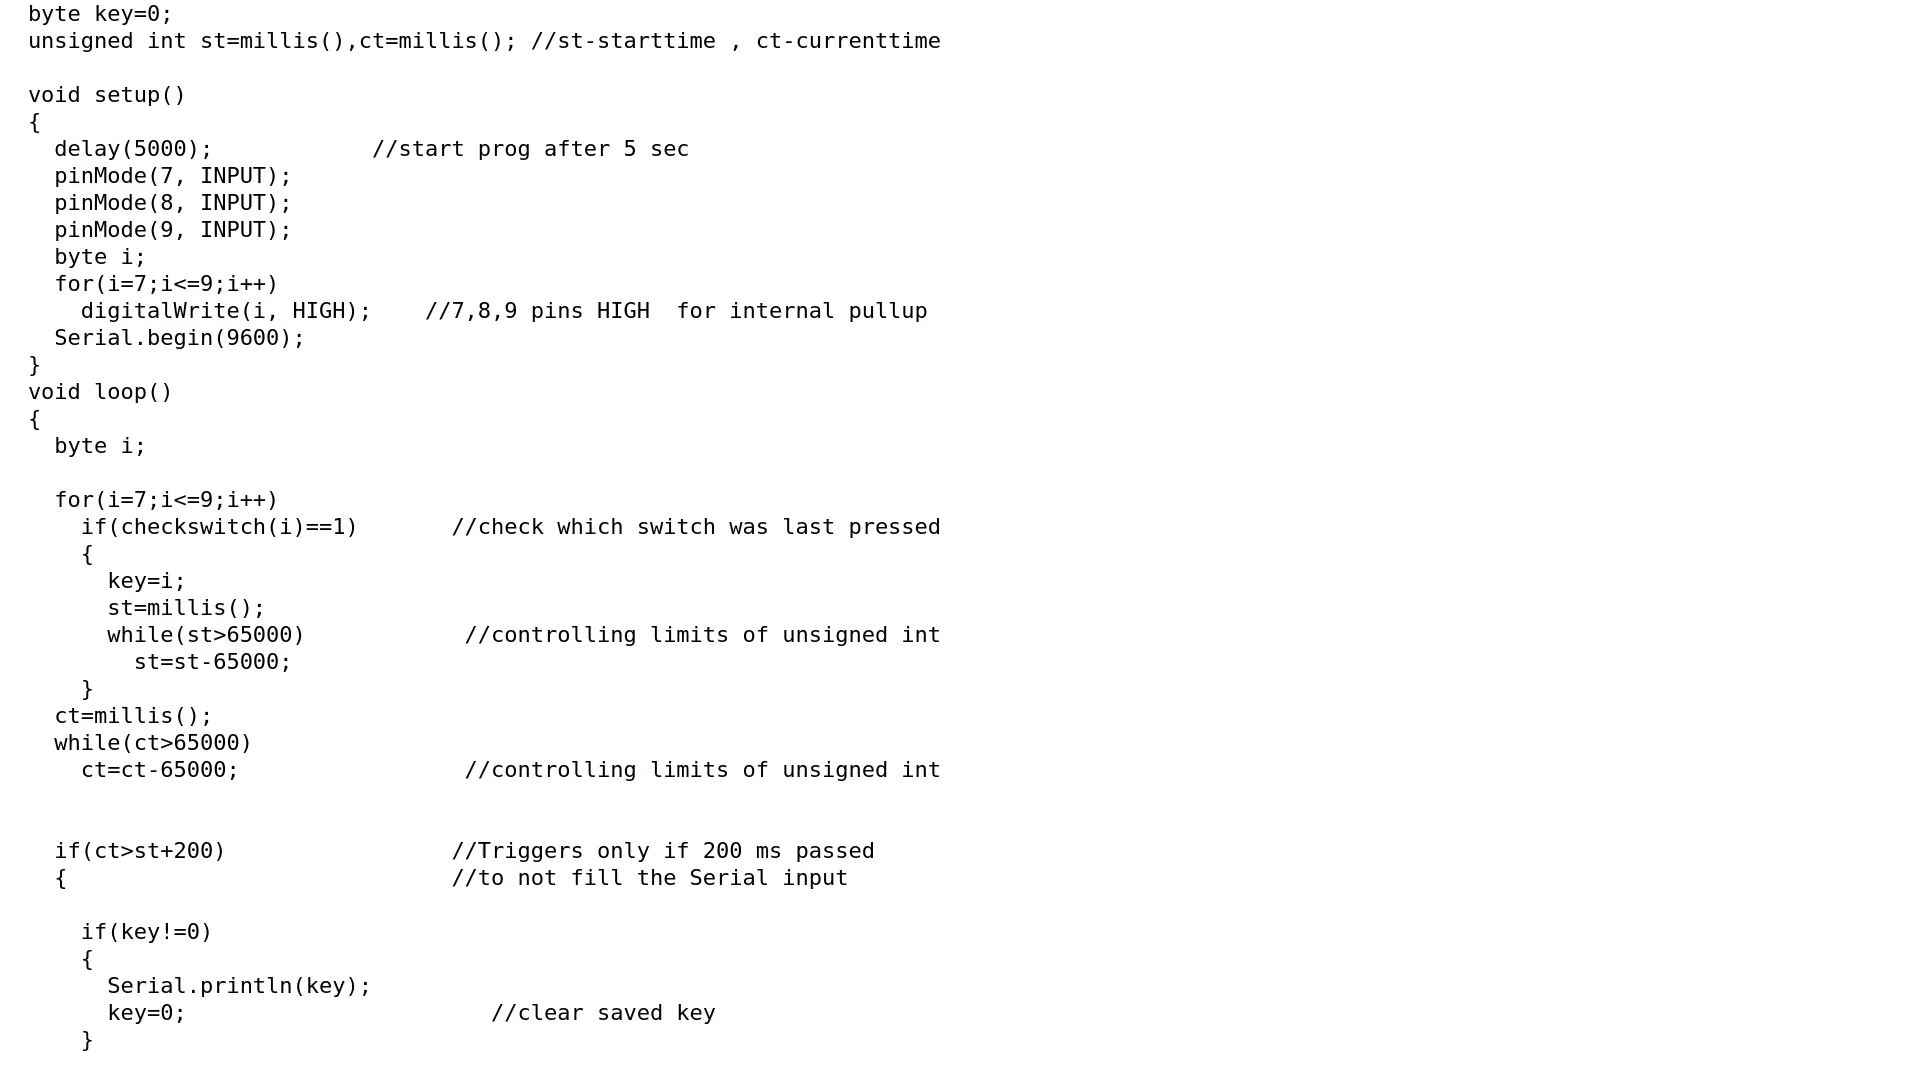 byte key=0;
unsigned int st=millis(),ct=millis(); //st-starttime , ct-currenttime
void setup()
{
  delay(5000);            //start prog after 5 sec
  pinMode(7, INPUT);
  pinMode(8, INPUT);
  pinMode(9, INPUT);
  byte i;
  for(i=7;i<=9;i++)
    digitalWrite(i, HIGH);    //7,8,9 pins HIGH  for internal pullup
  Serial.begin(9600);
}
void loop()
{
  byte i;
  for(i=7;i<=9;i++)
    if(checkswitch(i)==1)       //check which switch was last pressed
    {
      key=i;
      st=millis();
      while(st>65000)            //controlling limits of unsigned int
        st=st-65000;
    }
  ct=millis();
  while(ct>65000)
    ct=ct-65000;                 //controlling limits of unsigned int
  if(ct>st+200)                 //Triggers only if 200 ms passed
  {                             //to not fill the Serial input
    if(key!=0)
    {
      Serial.println(key);
      key=0;                       //clear saved key
    }